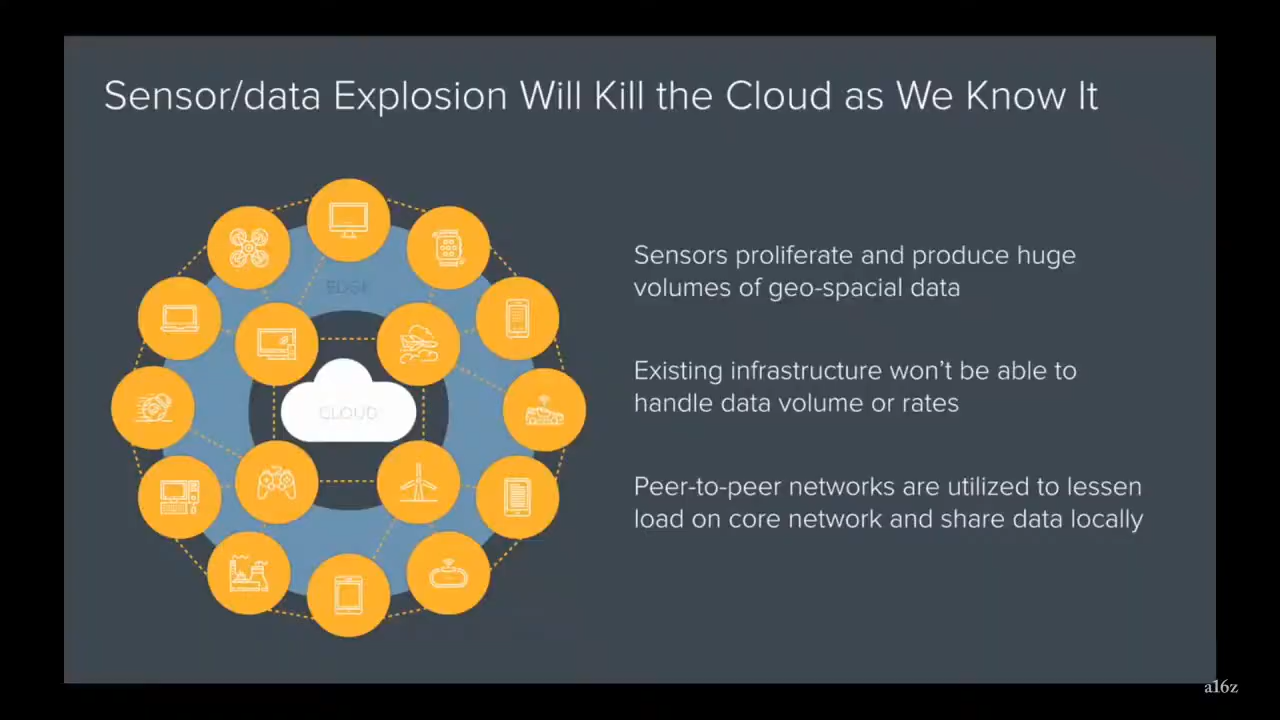 Sensor/data Explosion Will Kill the Cloud as We Know It
EDGE
CLOUD
Sensors proliferate and produce huge
volumes of geo-spacial data
Existing infrastructure won't be able to
handle data volume or rates
Peer-to-peer networks are utilized to lessen
load on core network and share data locally
a16z